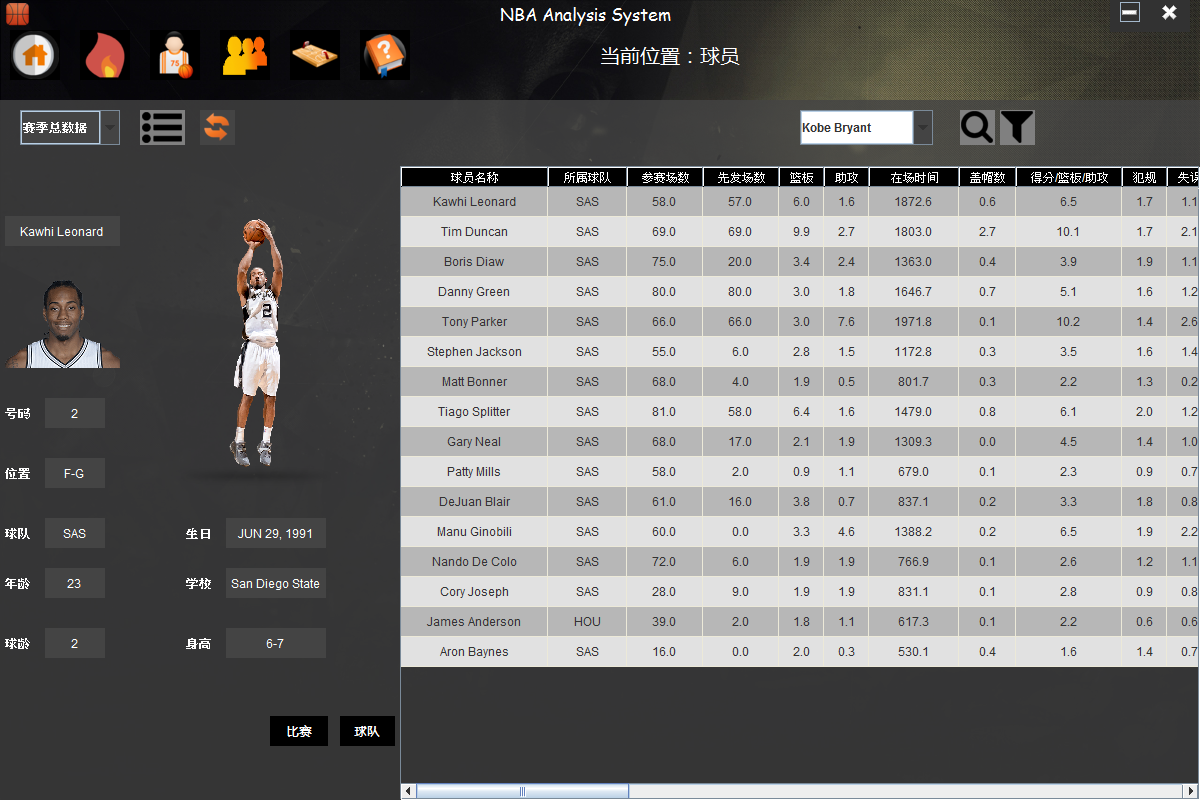 NBA Analysis System
当前位置：球员
75
?
赛季总数据
Kobe Bryant
Kawhi Leonard
2
号码 2
位置 F-G
球队 SAS 生日 JUN 29, 1991
年龄 23 学校 San Diego State
球龄 2 身高 6-7
比赛 球队
球员名称 所属球队 参赛场数 先发场数 篮板 助攻 在场时间 盖帽数 得分/篮板/助攻 犯规 失误
Kawhi Leonard SAS 58.0 57.0 6.0 1.6 1872.6 0.6 6.5 1.7 1.1
Tim Duncan SAS 69.0 69.0 9.9 2.7 1803.0 2.7 10.1 1.7 2.1
Boris Diaw SAS 75.0 20.0 3.4 2.4 1363.0 0.4 3.9 1.9 1.1
Danny Green SAS 80.0 80.0 3.0 1.8 1646.7 0.7 5.1 1.6 1.2
Tony Parker SAS 66.0 66.0 3.0 7.6 1971.8 0.1 10.2 1.4 2.6
Stephen Jackson SAS 55.0 6.0 2.8 1.5 1172.8 0.3 3.5 1.6 1.4
Matt Bonner SAS 68.0 4.0 1.9 0.5 801.7 0.3 2.2 1.3 0.2
Tiago Splitter SAS 81.0 58.0 6.4 1.6 1479.0 0.8 6.1 2.0 1.2
Gary Neal SAS 68.0 17.0 2.1 1.9 1309.3 0.0 4.5 1.4 1.0
Patty Mills SAS 58.0 2.0 0.9 1.1 679.0 0.1 2.3 0.9 0.7
DeJuan Blair SAS 61.0 16.0 3.8 0.7 837.1 0.2 3.3 1.8 0.8
Manu Ginobili SAS 60.0 0.0 3.3 4.6 1388.2 0.2 6.5 1.9 2.2
Nando De Colo SAS 72.0 6.0 1.9 1.9 766.9 0.1 2.6 1.2 1.1
Cory Joseph SAS 28.0 9.0 1.9 1.9 831.1 0.1 2.8 0.9 0.8
James Anderson HOU 39.0 2.0 1.8 1.1 617.3 0.1 2.2 0.6 0.6
Aron Baynes SAS 16.0 0.0 2.0 0.3 530.1 0.4 1.6 1.4 0.7